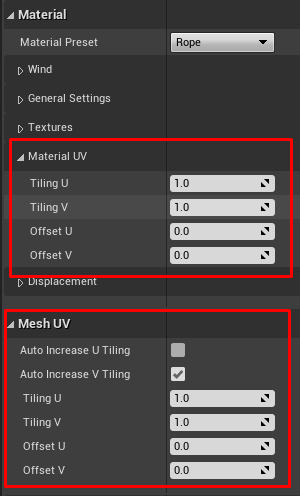 Material
Material Preset Rope
Wind
General Settings
Textures
Material UV
Tiling U 1.0
Tiling V 1.0
Offset U 0.0
Offset V 0.0
Displacement
Mesh UV
Auto Increase U Tiling
Auto Increase V Tiling
Tiling U 1.0
Tiling V 1.0
Offset U 0.0
Offset V 0.0